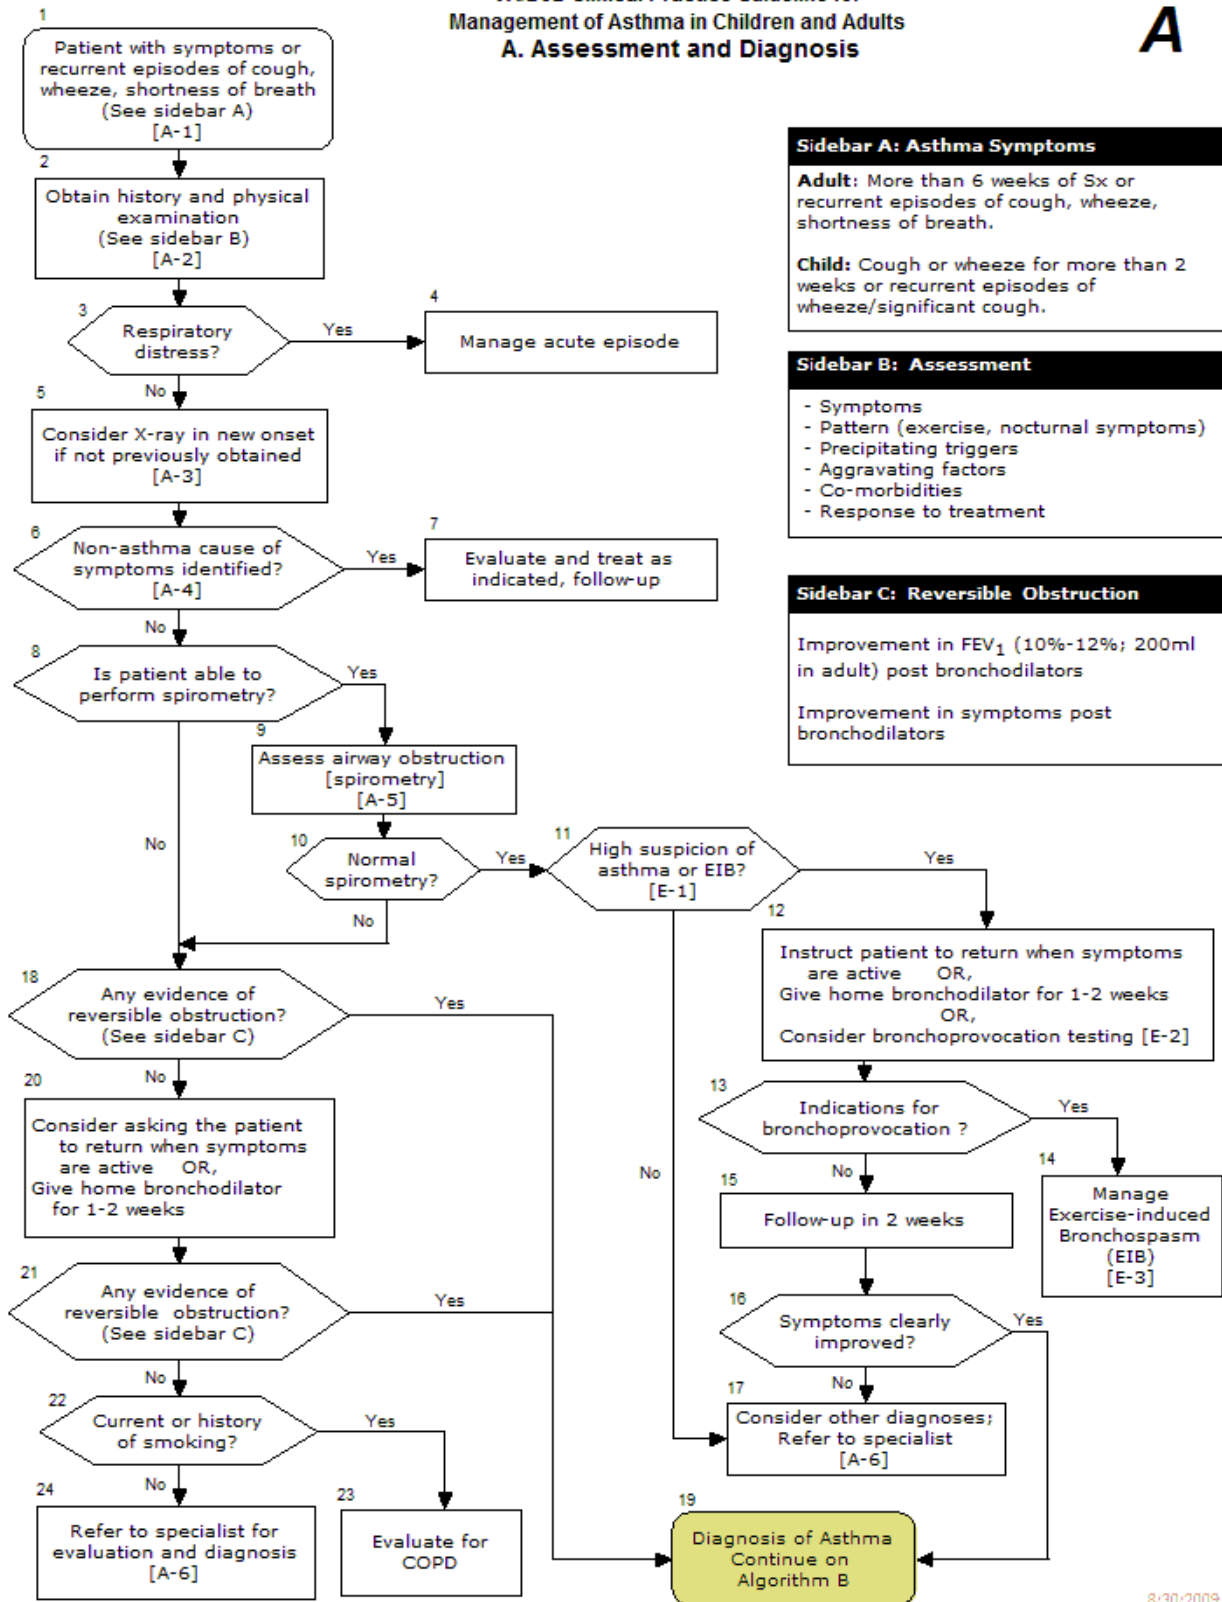 Management of Asthma in Children and Adults
A. Assessment and Diagnosis
A
1
Patient with symptoms or
recurrent episodes of cough,
wheeze, shortness of breath
(See sidebar A)
[A-1]
2
Obtain history and physical
examination
(See sidebar B)
[A-2]
3
Respiratory
distress?
Yes
No
4
Manage acute episode
5
Consider X-ray in new onset
if not previously obtained
[A-3]
6
Non-asthma cause of
symptoms identified?
[A-4]
Yes
No
7
Evaluate and treat as
indicated, follow-up
8
Is patient able to
perform spirometry?
Yes
No
9
Assess airway obstruction
[spirometry]
[A-5]
10
Normal
spirometry?
Yes
No
11
High suspicion of
asthma or EIB?
[E-1]
Yes
No
12
Instruct patient to return when symptoms
are active OR,
Give home bronchodilator for 1-2 weeks
OR,
Consider bronchoprovocation testing [E-2]
13
Indications for
bronchoprovocation ?
Yes
No
14
Manage
Exercise-induced
Bronchospasm
(EIB)
[E-3]
15
Follow-up in 2 weeks
16
Symptoms clearly
improved?
Yes
No
17
Consider other diagnoses;
Refer to specialist
[A-6]
18
Any evidence of
reversible obstruction?
(See sidebar C)
Yes
No
19
Diagnosis of Asthma
Continue on
Algorithm B
20
Consider asking the patient
to return when symptoms
are active OR,
Give home bronchodilator
for 1-2 weeks
21
Any evidence of
reversible obstruction?
(See sidebar C)
Yes
No
22
Current or history
of smoking?
Yes
No
23
Evaluate for
COPD
24
Refer to specialist for
evaluation and diagnosis
[A-6]
Sidebar A: Asthma Symptoms
Adult: More than 6 weeks of Sx or
recurrent episodes of cough, wheeze,
shortness of breath.
Child: Cough or wheeze for more than 2
weeks or recurrent episodes of
wheeze/significant cough.
Sidebar B: Assessment
- Symptoms
- Pattern (exercise, nocturnal symptoms)
- Precipitating triggers
- Aggravating factors
- Co-morbidities
- Response to treatment
Sidebar C: Reversible Obstruction
Improvement in FEV1 (10%-12%; 200ml
in adult) post bronchodilators
Improvement in symptoms post
bronchodilators
8:30:2009